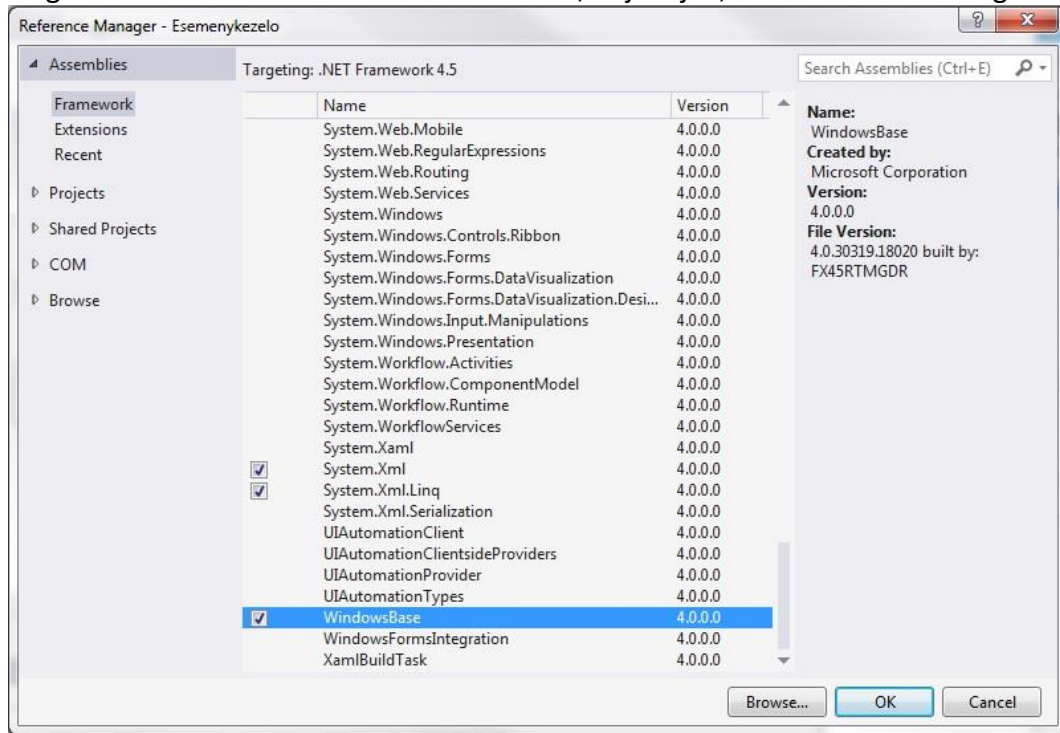 Reference Manager - Esemenykezelo
Assemblies
Framework
Extensions
Recent
Projects
Shared Projects
COM
Browse
Targeting: .NET Framework 4.5
Search Assemblies (Ctrl+E)
Name Version
System.Web.Mobile 4.0.0.0
System.Web.RegularExpressions 4.0.0.0
System.Web.Routing 4.0.0.0
System.Web.Services 4.0.0.0
System.Windows 4.0.0.0
System.Windows.Controls.Ribbon 4.0.0.0
System.Windows.Forms 4.0.0.0
System.Windows.Forms.DataVisualization 4.0.0.0
System.Windows.Forms.DataVisualization.Desi... 4.0.0.0
System.Windows.Input.Manipulations 4.0.0.0
System.Windows.Presentation 4.0.0.0
System.Workflow.Activities 4.0.0.0
System.Workflow.ComponentModel 4.0.0.0
System.Workflow.Runtime 4.0.0.0
System.WorkflowServices 4.0.0.0
System.Xaml 4.0.0.0
System.Xml 4.0.0.0
System.Xml.Linq 4.0.0.0
System.Xml.Serialization 4.0.0.0
UIAutomationClient 4.0.0.0
UIAutomationClientsideProviders 4.0.0.0
UIAutomationProvider 4.0.0.0
UIAutomationTypes 4.0.0.0
WindowsBase 4.0.0.0
WindowsFormsIntegration 4.0.0.0
XamlBuildTask 4.0.0.0
Name:
WindowsBase
Created by:
Microsoft Corporation
Version:
4.0.0.0
File Version:
4.0.30319.18020 built by:
FX45RTMGDR
Browse... OK Cancel